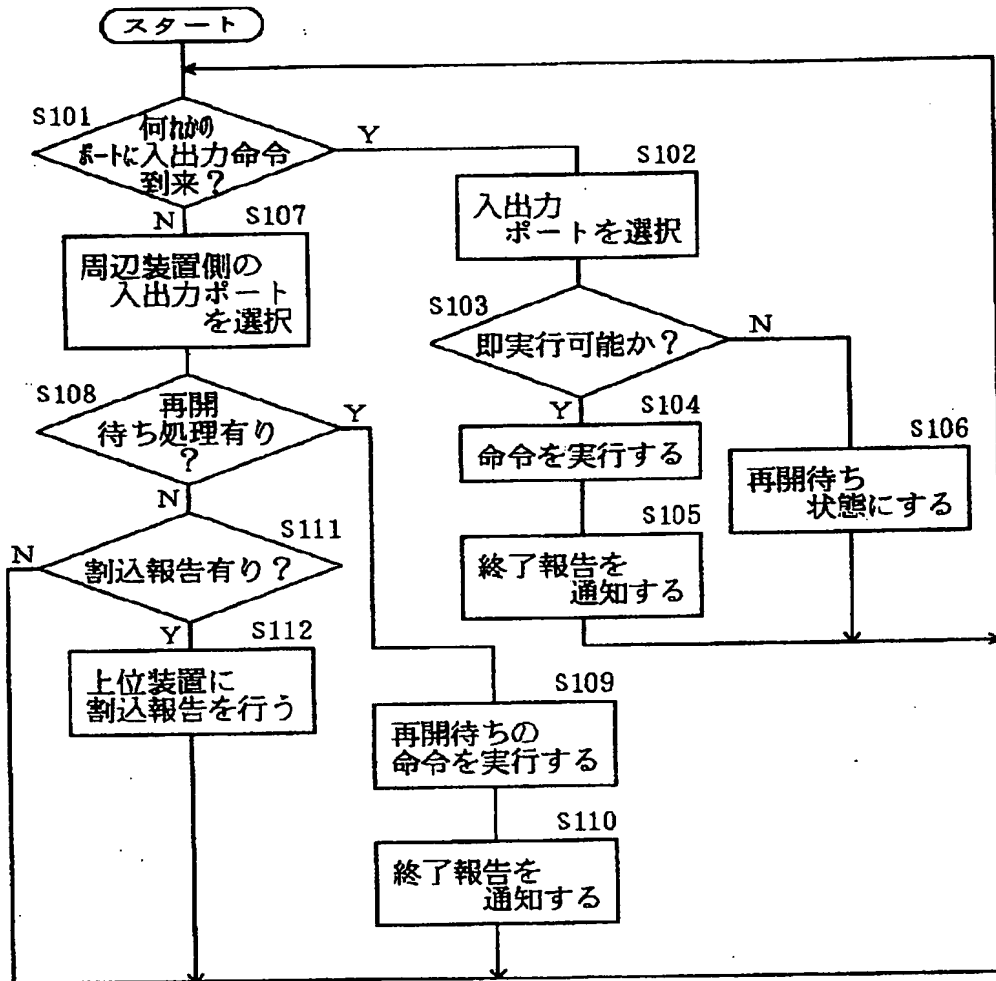 スタート
S101
何れかの
ポートに入出力命令
到来？
Y
N
S102
入出力
ポートを選択
S103
即実行可能か？
N
Y
S104
命令を実行する
S105
終了報告を
通知する
S106
再開待ち
状態にする
S107
周辺装置側の
入出力ポート
を選択
S108
再開
待ち処理有り
？
Y
N
S111
割込報告有り？
N
Y
S112
上位装置に
割込報告を行う
S109
再開待ちの
命令を実行する
S110
終了報告を
通知する